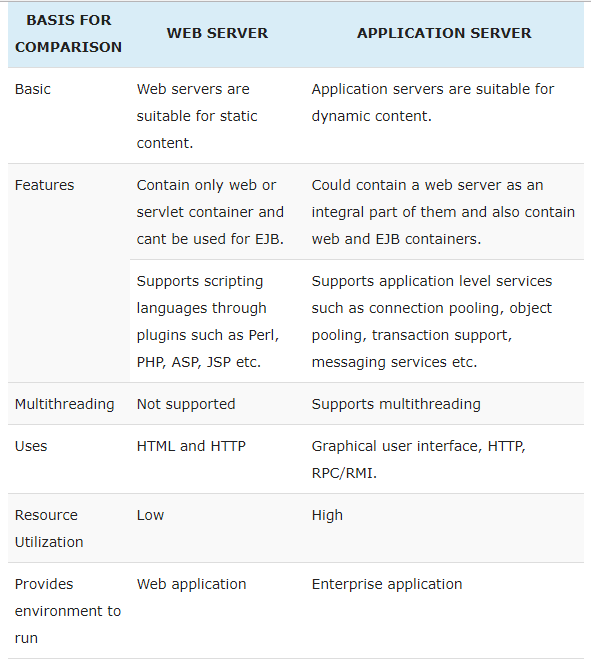 BASIS FOR
COMPARISON
WEB SERVER
APPLICATION SERVER
Basic
Web servers are
suitable for static
content.
Application servers are suitable for
dynamic content.
Features
Contain only web or
servlet container and
cant be used for EJB.
Could contain a web server as an
integral part of them and also contain
web and EJB containers.
Supports scripting
languages through
plugins such as Perl,
PHP, ASP, JSP etc.
Supports application level services
such as connection pooling, object
pooling, transaction support,
messaging services etc.
Multithreading
Not supported
Supports multithreading
Uses
HTML and HTTP
Graphical user interface, HTTP,
RPC/RMI.
Resource
Utilization
Low
High
Provides
environment to
run
Web application
Enterprise application